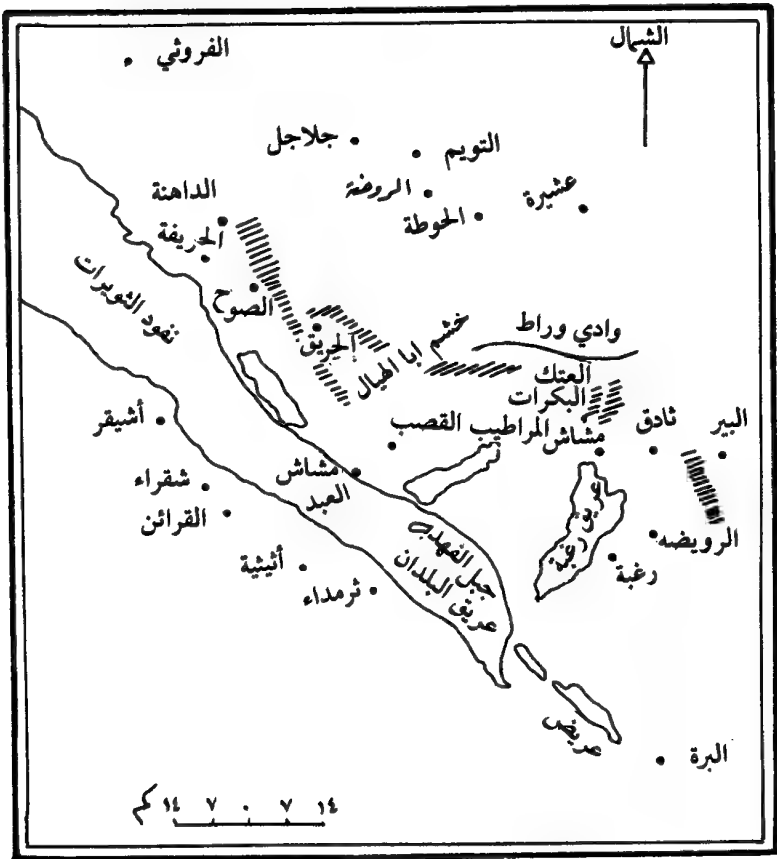 الشمال
الفروثي
جلاجل
التويم
الداهنة
الروضة
عشيرة
الحوطة
الحريفة
نفود الثويرات
الصوح
الحريق
خشم ابا الهيال
وادي وراط
العتك
البكرات
أشيقر
القصب
المراطيب
مشاش
ثادق
البير
شقراء
مشاش
العبد
القرائن
عريق رغبة
الرويضه
أثيثية
جبل الفهد
رغبة
ثرمداء
عريق البلدان
عريض
البرة
١٤ ٧ ٠ ٧ ١٤ كم